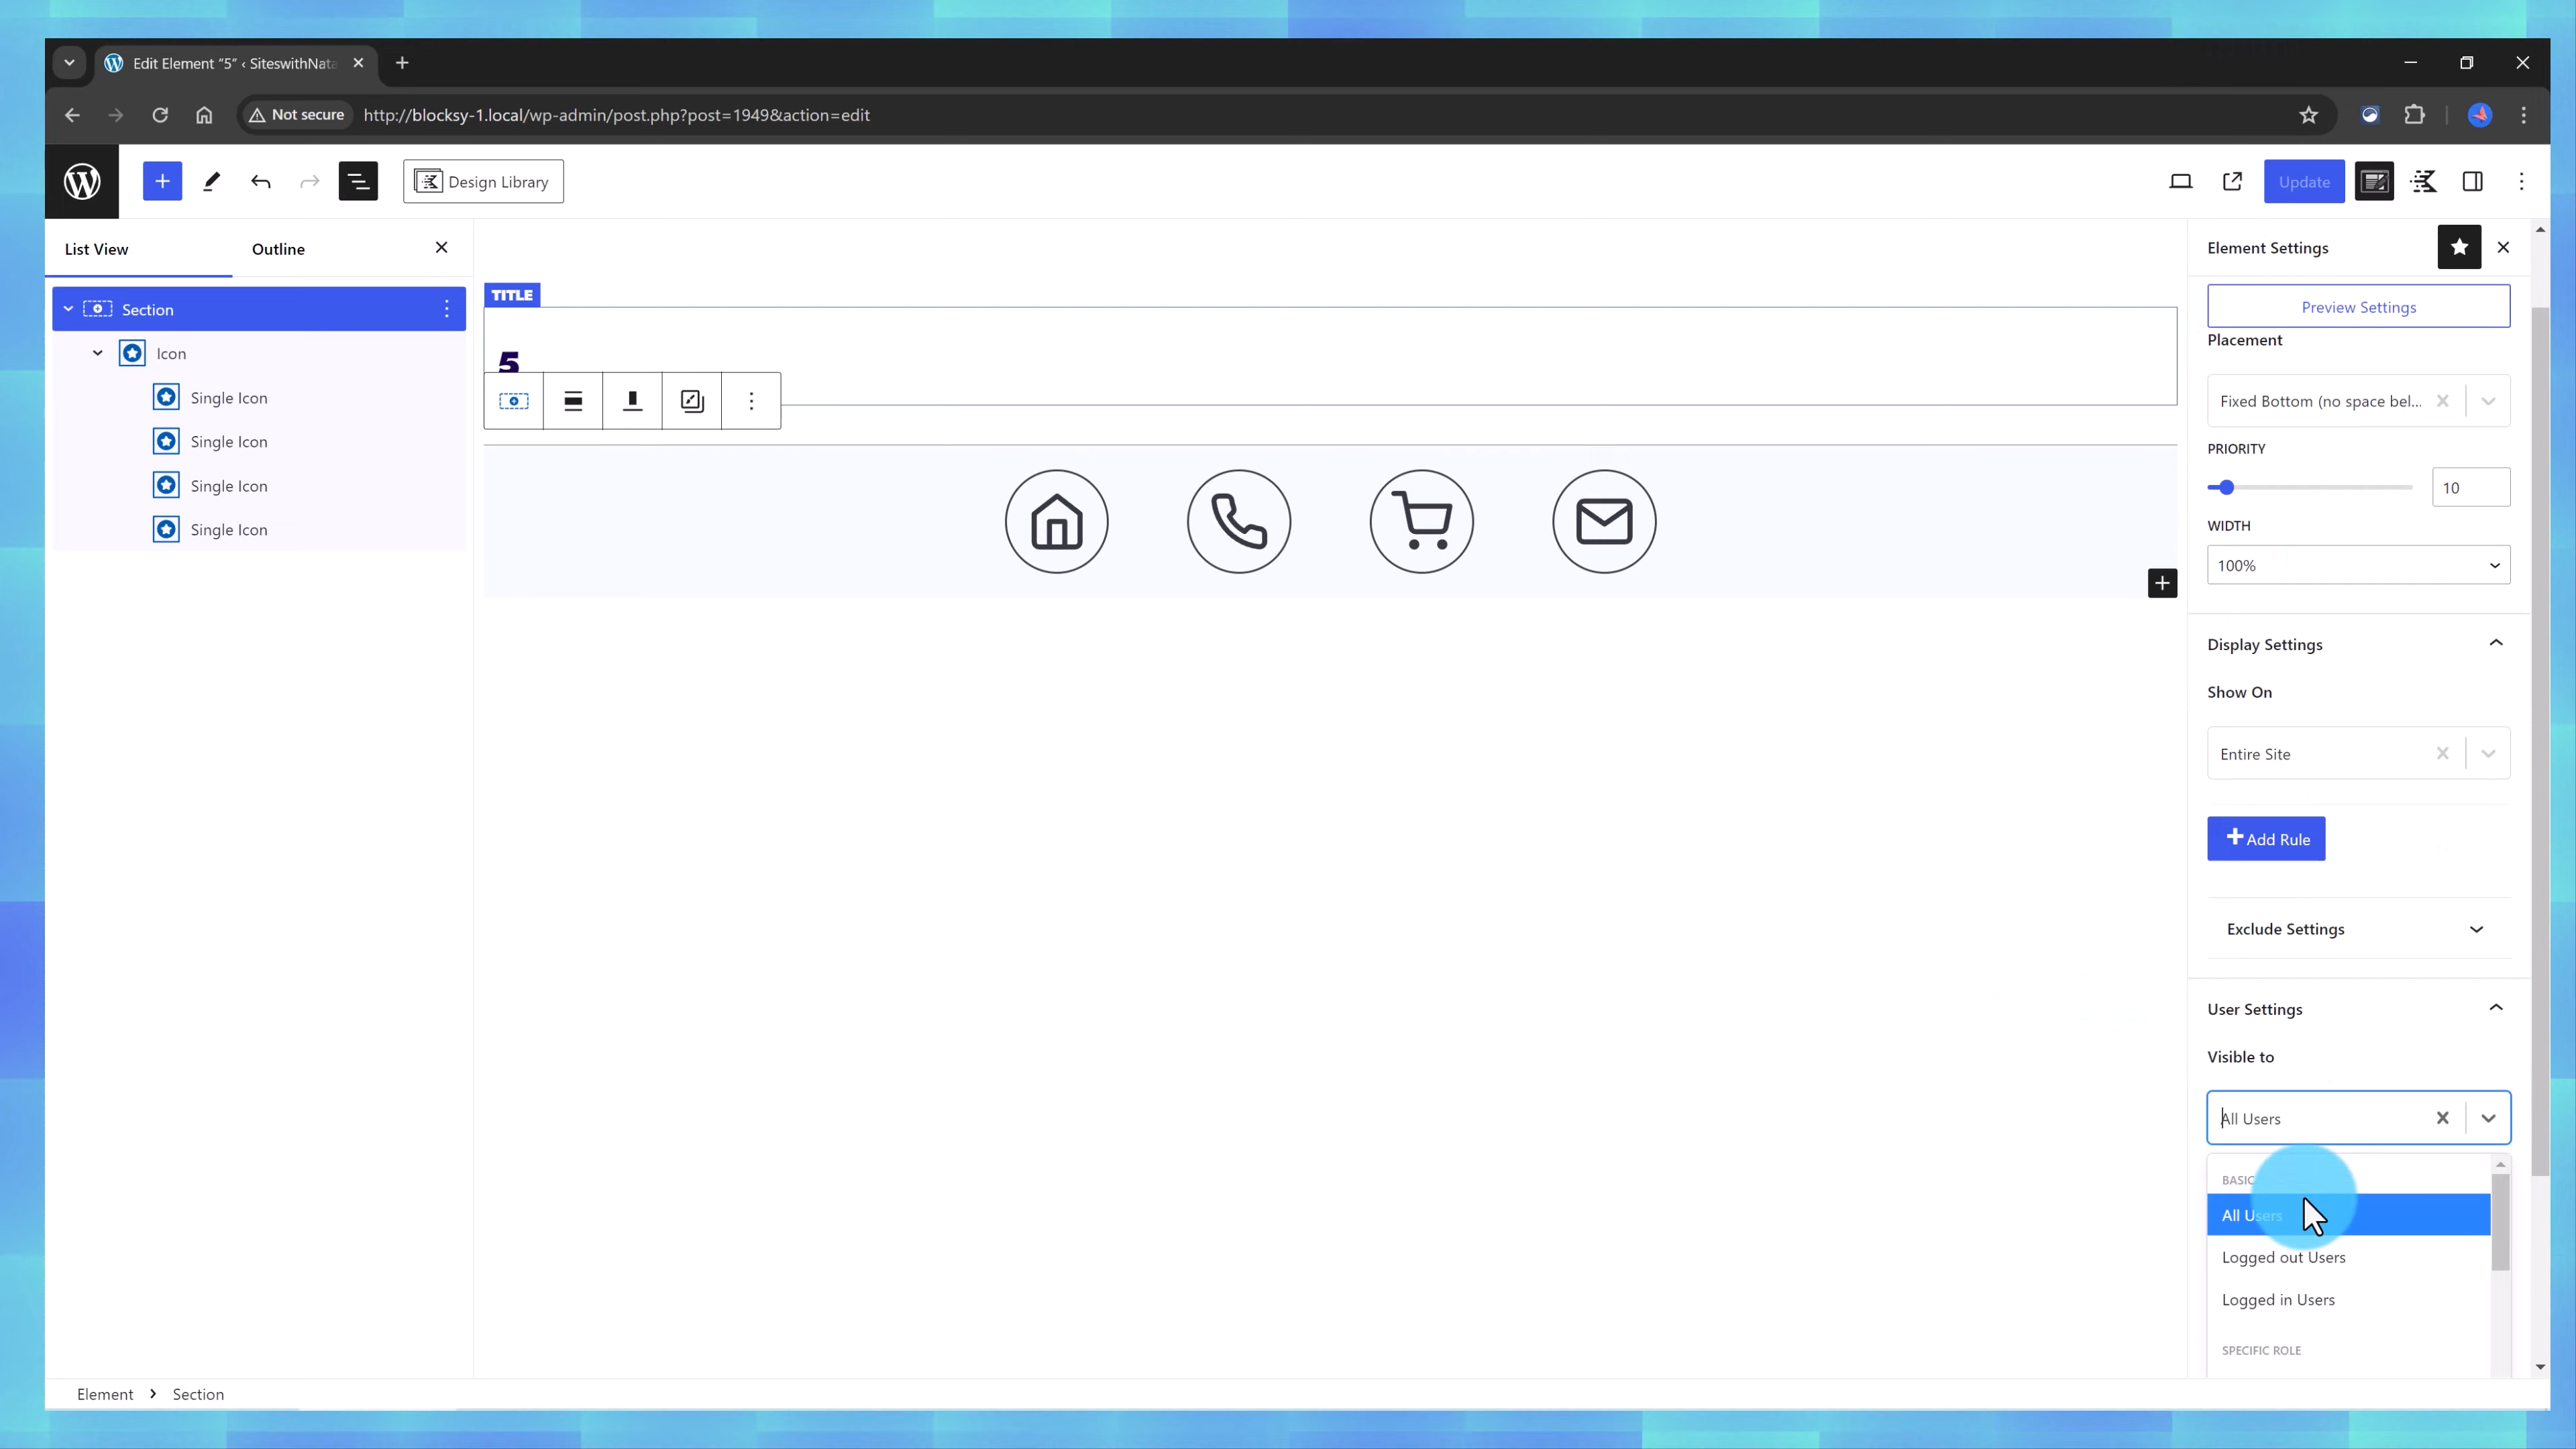 Edit Element “5” ‹ SiteswithNata
Not secure
http://blocksy-1.local/wp-admin/post.php?post=1949&action=edit
Design Library
Update
List View
Outline
Section
Icon
Single Icon
Single Icon
Single Icon
Single Icon
TITLE
5
Element Settings
Preview Settings
Placement
Fixed Bottom (no space bel...
PRIORITY
10
WIDTH
100%
Display Settings
Show On
Entire Site
Add Rule
Exclude Settings
User Settings
Visible to
All Users
BASIC
All Users
Logged out Users
Logged in Users
SPECIFIC ROLE
Element
Section